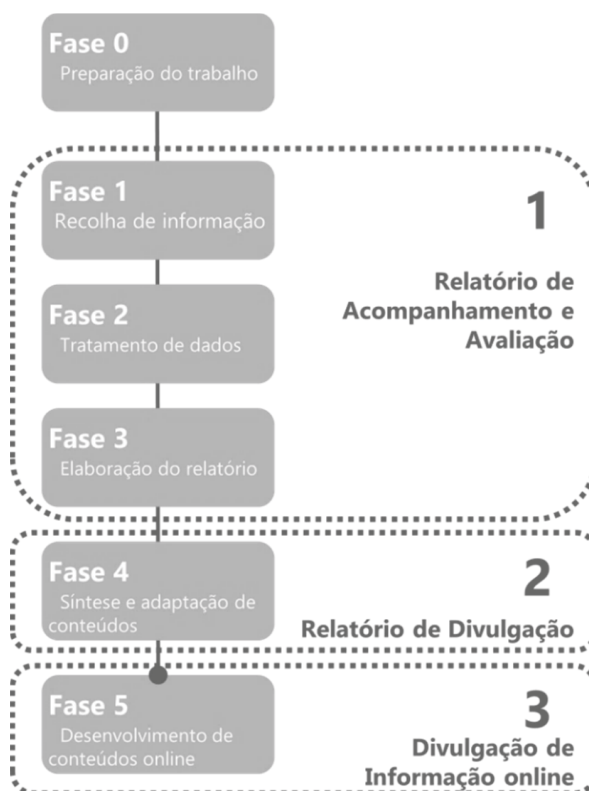 Fase 0
Preparação do trabalho
Fase 1
Recolha de informação
1
Relatório de
Acompanhamento e
Avaliação
Fase 2
Tratamento de dados
Fase 3
Elaboração do relatório
Fase 4
Síntese e adaptação de
conteúdos
2
Relatório de Divulgação
Fase 5
Desenvolvimento de
conteúdos online
3
Divulgação de
Informação online